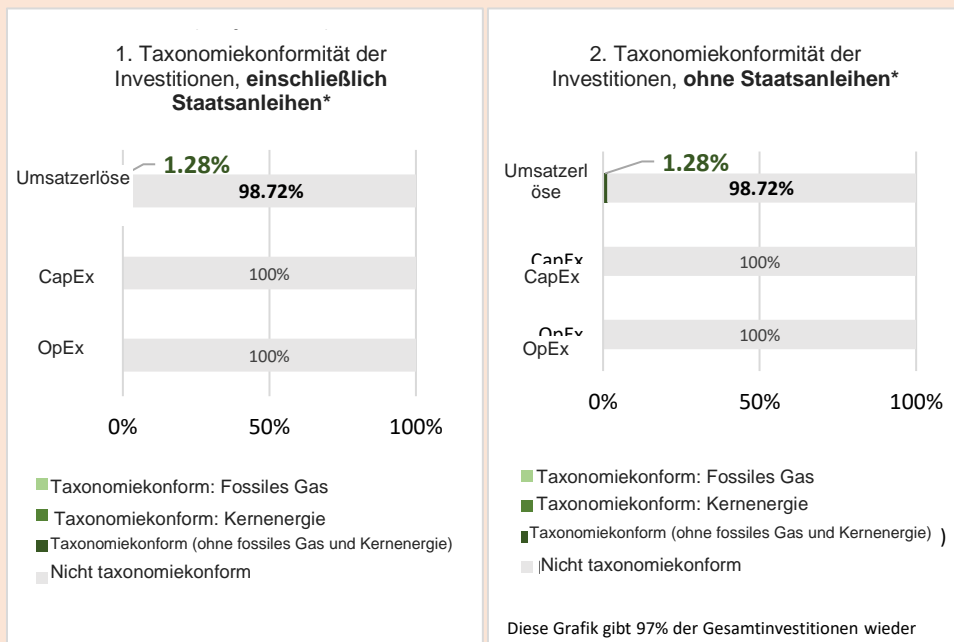 1. Taxonomiekonformität der
Investitionen, einschließlich
Staatsanleihen*
1.28%
Umsatzerlöse
98.72%
CapEx
100%
OpEx
100%
0%
50%
100%
Taxonomiekonform: Fossiles Gas
Taxonomiekonform: Kernenergie
Taxonomiekonform (ohne fossiles Gas und Kernenergie)
Nicht taxonomiekonform
2. Taxonomiekonformität der
Investitionen, ohne Staatsanleihen*
1.28%
Umsatzerl
öse
98.72%
CapEx
CapEx
100%
OpEx
OpEx
100%
0%
50%
100%
Taxonomiekonform: Fossiles Gas
Taxonomiekonform: Kernenergie
Taxonomiekonform (ohne fossiles Gas und Kernenergie) )
Nicht taxonomiekonform
Diese Grafik gibt 97% der Gesamtinvestitionen wieder